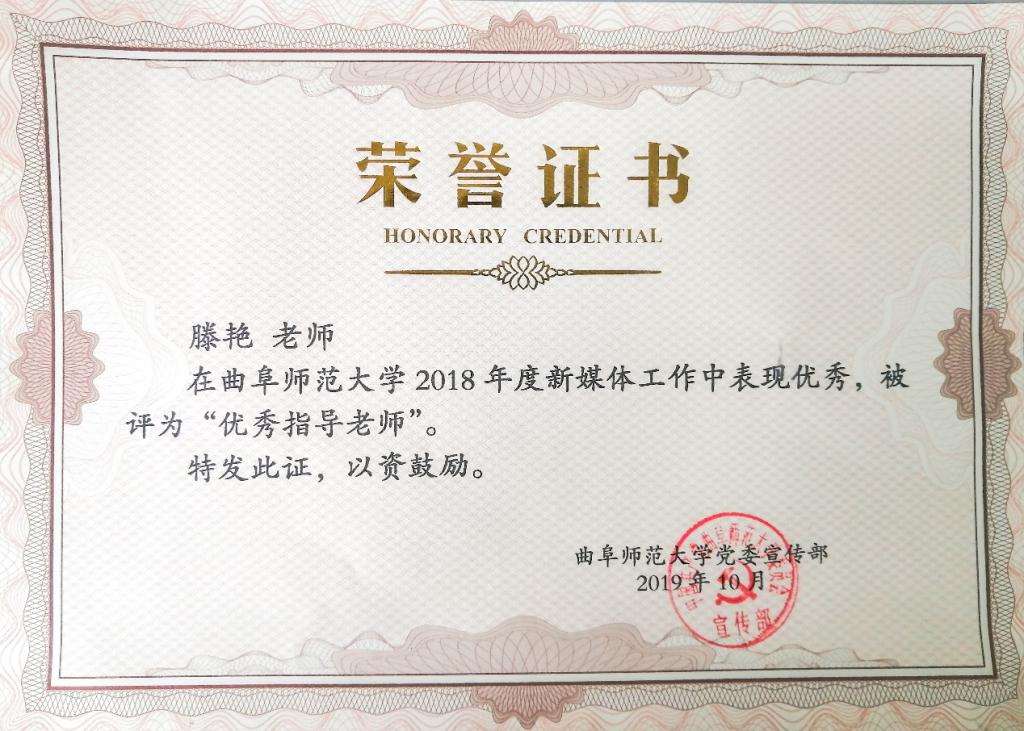 荣誉证书
HONORARY CREDENTIAL
滕艳 老师
在曲阜师范大学 2018 年度新媒体工作中表现优秀，被
评为“优秀指导老师”。
特发此证，以资鼓励。
曲阜师范大学党委宣传部
2019 年 10 月
宣传部